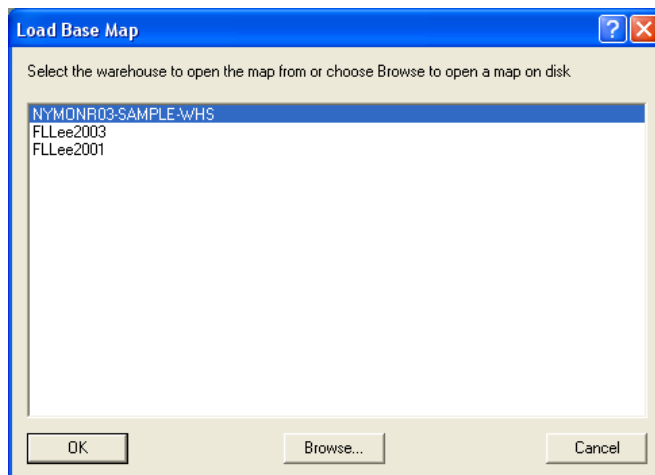 Load Base Map
Select the warehouse to open the map from or choose Browse to open a map on disk
NYMONR03-SAMPLE-WHS
FLLee2003
FLLee2001
OK Browse... Cancel